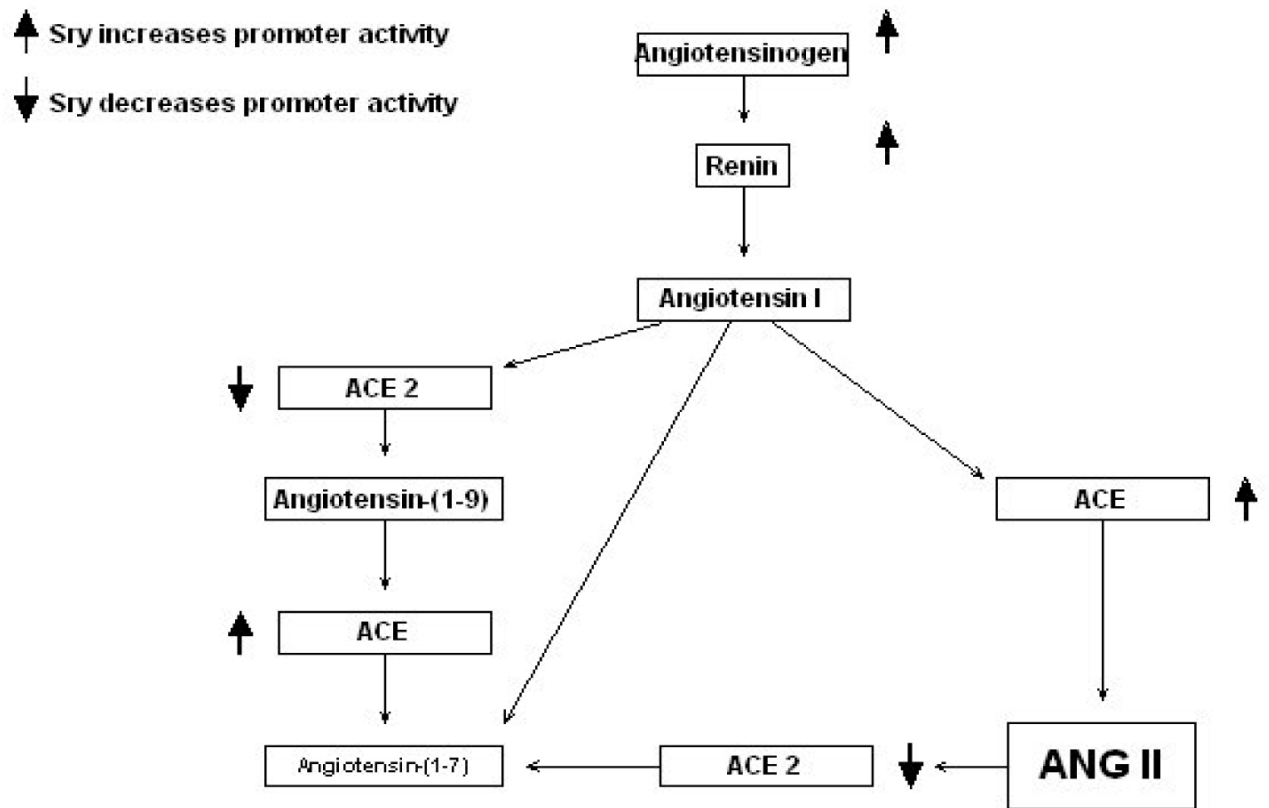 Sry increases promoter activity
Sry decreases promoter activity
Angiotensinogen
Renin
Angiotensin I
ACE 2
Angiotensin-(1-9)
ACE
ACE
Angiotensin-(1-7)
ACE 2
ANG II